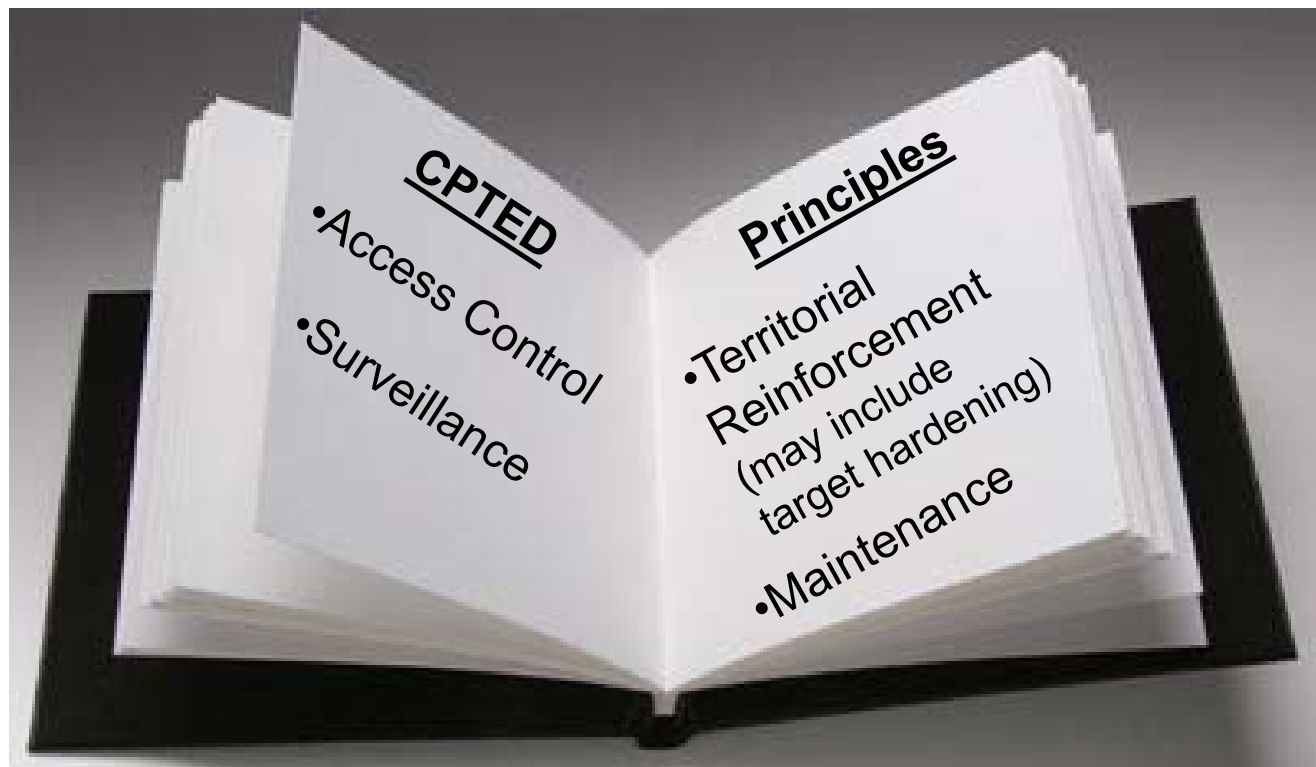 CPTED
•Access Control
•Surveillance
Principles
•Territorial
Reinforcement
(may include
target hardening)
•Maintenance